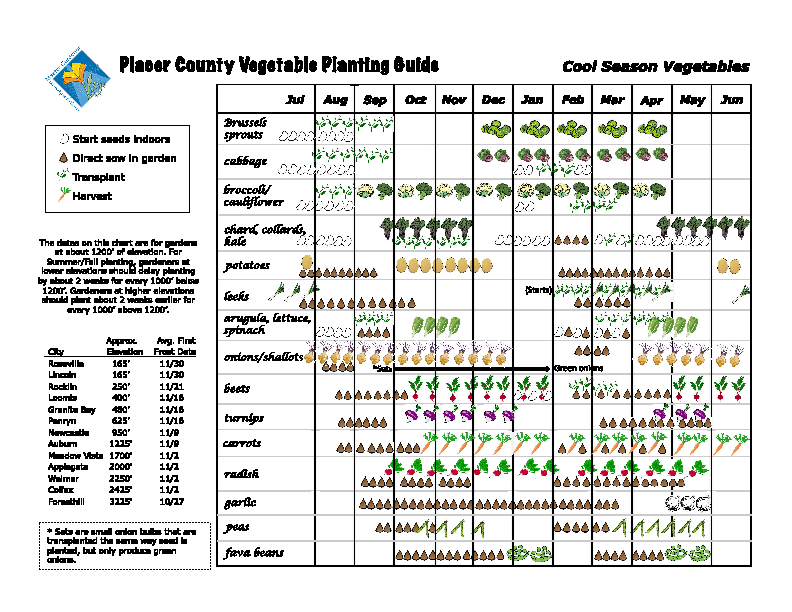 Placer County Vegetable Planting Guide
Cool Season Vegetables
Jul Aug Sep Oct Nov Dec Jan Feb Mar Apr May Jun
Start seeds indoors
Direct sow in garden
Transplant
Harvest
The dates on this chart are for gardens
at about 1200' of elevation. For
Summer/Fall planting, gardeners at
lower elevations should delay planting
by about 2 weeks for every 1000' below
1200'. Gardeners at higher elevations
should plant about 2 weeks earlier for
every 1000' above 1200'.
Approx. Avg. First
City Elevation Frost Date
Roseville 165' 11/30
Lincoln 165' 11/30
Rocklin 250' 11/21
Loomis 400' 11/16
Granite Bay 480' 11/16
Penryn 625' 11/16
Newcastle 950' 11/9
Auburn 1225' 11/9
Meadow Vista 1700' 11/2
Applegate 2000' 11/2
Weimar 2250' 11/2
Colfax 2425' 11/2
Foresthill 3225' 10/27
* Sets are small onion bulbs that are
transplanted the same way seed is
planted, but only produce green
onions.
Brussels
sprouts
cabbage
broccoli/
cauliflower
chard, collards,
kale
potatoes
leeks
(Starts)
arugula, lettuce,
spinach
onions/shallots
*Sets
Green onions
beets
turnips
carrots
radish
garlic
peas
fava beans